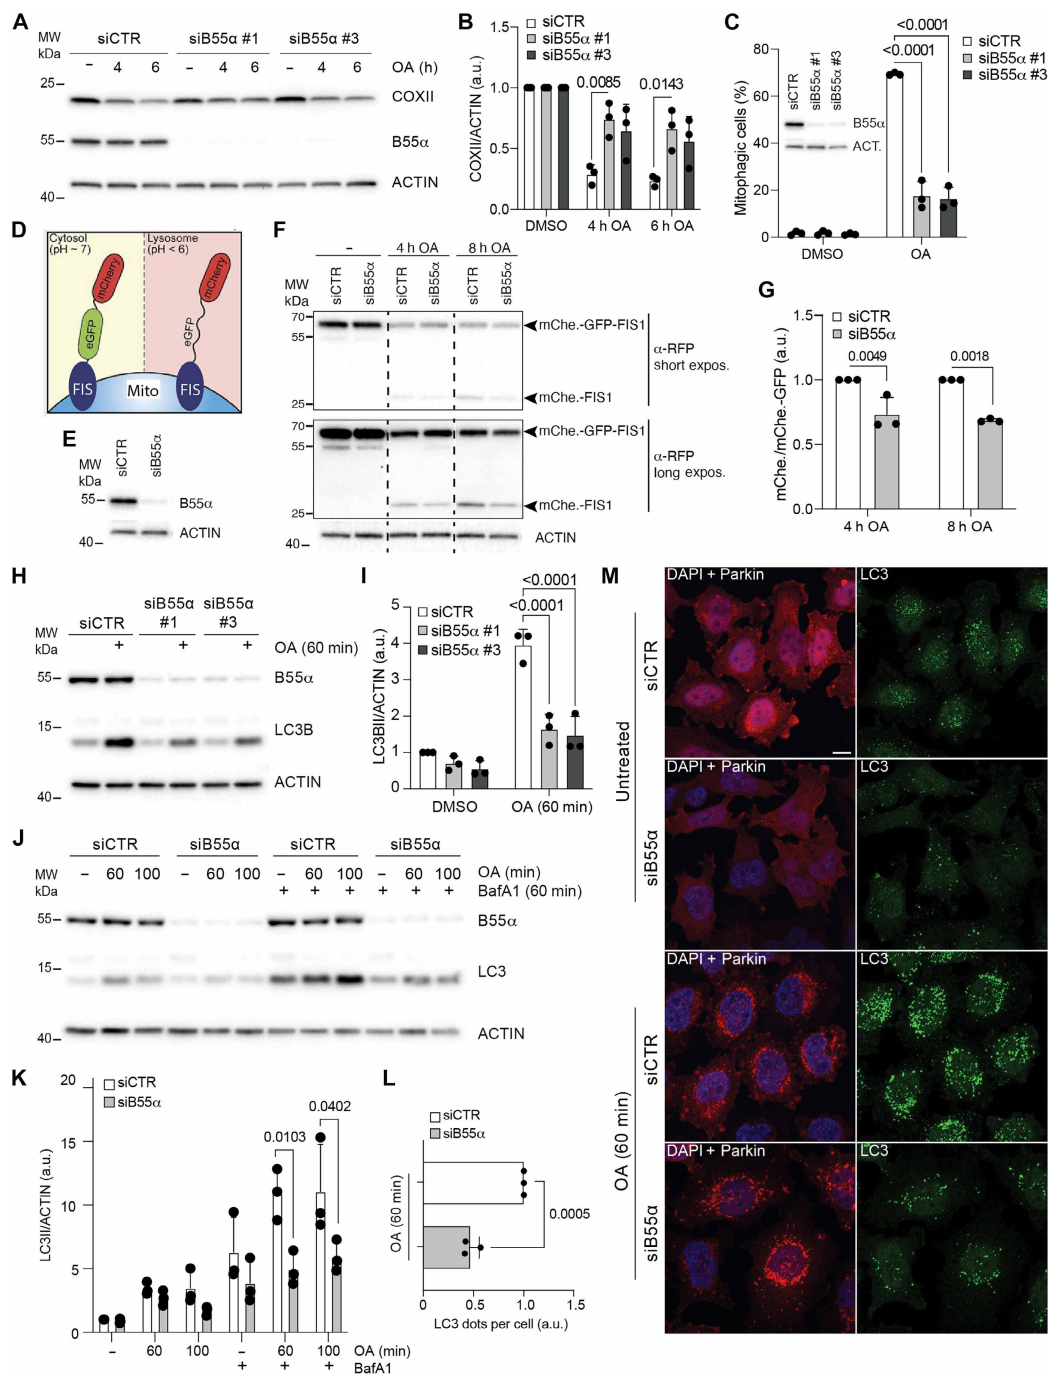 A
MW
kDa
siCTR
siB55α #1
siB55α #3
– 4 6 – 4 6 – 4 6 OA (h)
25
COXII
55
B55α
ACTIN
40
B
siCTR
siB55α #1
siB55α #3
COXII/ACTIN (a.u.)
1.5
1.0
0.5
0.0
0.0085
0.0143
DMSO
4 h OA
6 h OA
C
<0.0001
<0.0001
siCTR
siB55α #1
siB55α #3
Mitophagic cells (%)
80
60
40
20
0
siCTR
siB55α #1
siB55α #3
B55α
ACT.
DMSO
OA
D
Cytosol
(pH ~ 7)
Lysosome
(pH < 6)
mCherry
mCherry
eGFP
eGFP
FIS
Mito
FIS
E
MW
kDa
siCTR
siB55α
55
B55α
ACTIN
40
F
–
4 h OA
8 h OA
MW
kDa
siCTR
siB55α
siCTR
siB55α
siCTR
siB55α
70
mChe.-GFP-FIS1
55
α-RFP
short expos.
mChe.-FIS1
25
70
mChe.-GFP-FIS1
55
α-RFP
long expos.
mChe.-FIS1
25
ACTIN
40
G
siCTR
siB55α
mChe./mChe.-GFP (a.u.)
1.5
1.0
0.5
0.0
0.0049
0.0018
4 h OA
8 h OA
H
siCTR
siB55α
#1
siB55α
#3
MW
kDa
+ + + OA (60 min)
55
B55α
15
LC3B
ACTIN
40
I
<0.0001
<0.0001
siCTR
siB55α #1
siB55α #3
LC3BII/ACTIN (a.u.)
5
4
3
2
1
0
DMSO
OA (60 min)
J
siCTR
siB55α
siCTR
siB55α
MW
kDa
– 60 100 – 60 100 – 60 100 – 60 100 OA (min)
+ + + + + + BafA1 (60 min)
55
B55α
15
LC3
ACTIN
40
K
siCTR
siB55α
LC3II/ACTIN (a.u.)
20
15
10
5
0
0.0103
0.0402
– 60 100 – 60 100 OA (min)
+ + + BafA1
L
siCTR
siB55α
OA (60 min)
0.0005
0 0.5 1.0 1.5
LC3 dots per cell (a.u.)
M
Untreated
siCTR
DAPI + Parkin
LC3
siB55α
DAPI + Parkin
LC3
OA (60 min)
siCTR
DAPI + Parkin
LC3
siB55α
DAPI + Parkin
LC3